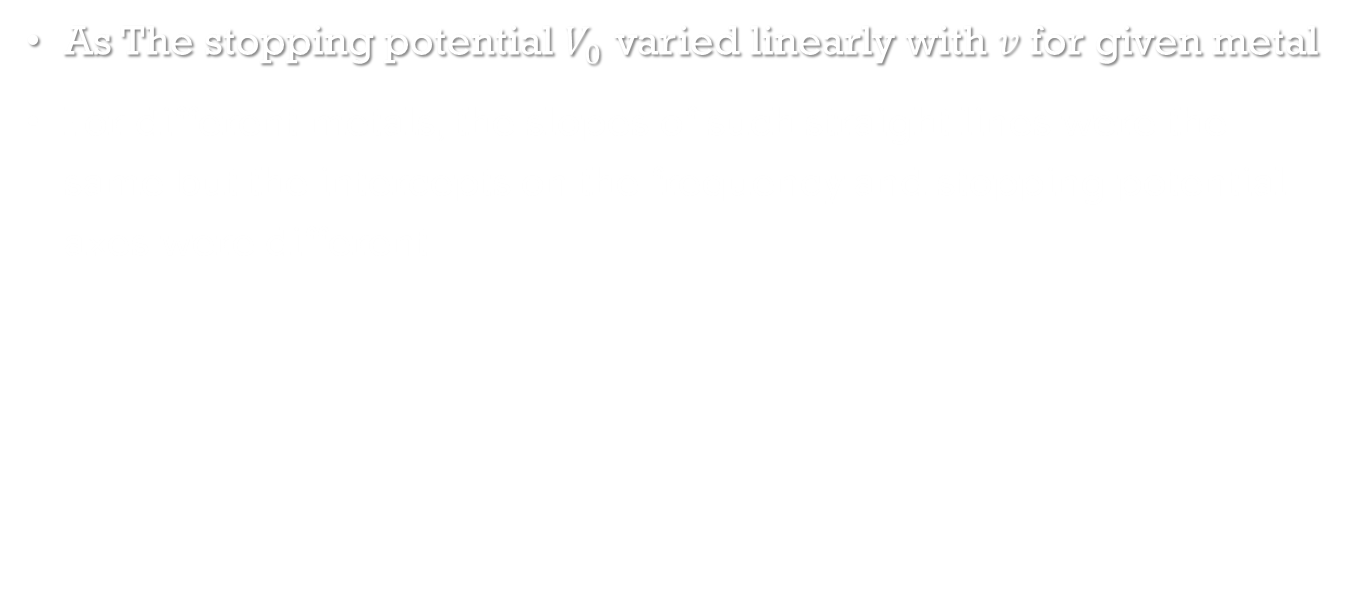 • As The stopping potential V₀ varied linearly with ν for given metal